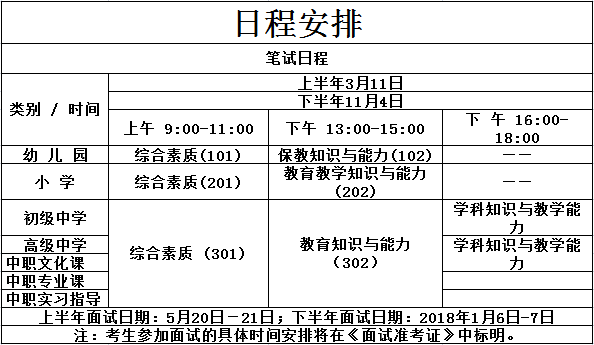 日程安排
笔试日程
类别 / 时间
上半年3月11日
下半年11月4日
上午 9:00-11:00
下午 13:00-15:00
下 午 16:00-
18:00
幼 儿 园
综合素质(101)
保教知识与能力(102)
——
小 学
综合素质(201)
教育教学知识与能力
(202)
——
初级中学
综合素质 (301)
教育知识与能力
(302)
学科知识与教学能
力
高级中学
学科知识与教学能
力
中职文化课
中职专业课
中职实习指导
上半年面试日期：5月20日－21日；下半年面试日期：2018年1月6日-7日
注：考生参加面试的具体时间安排将在《面试准考证》中标明。